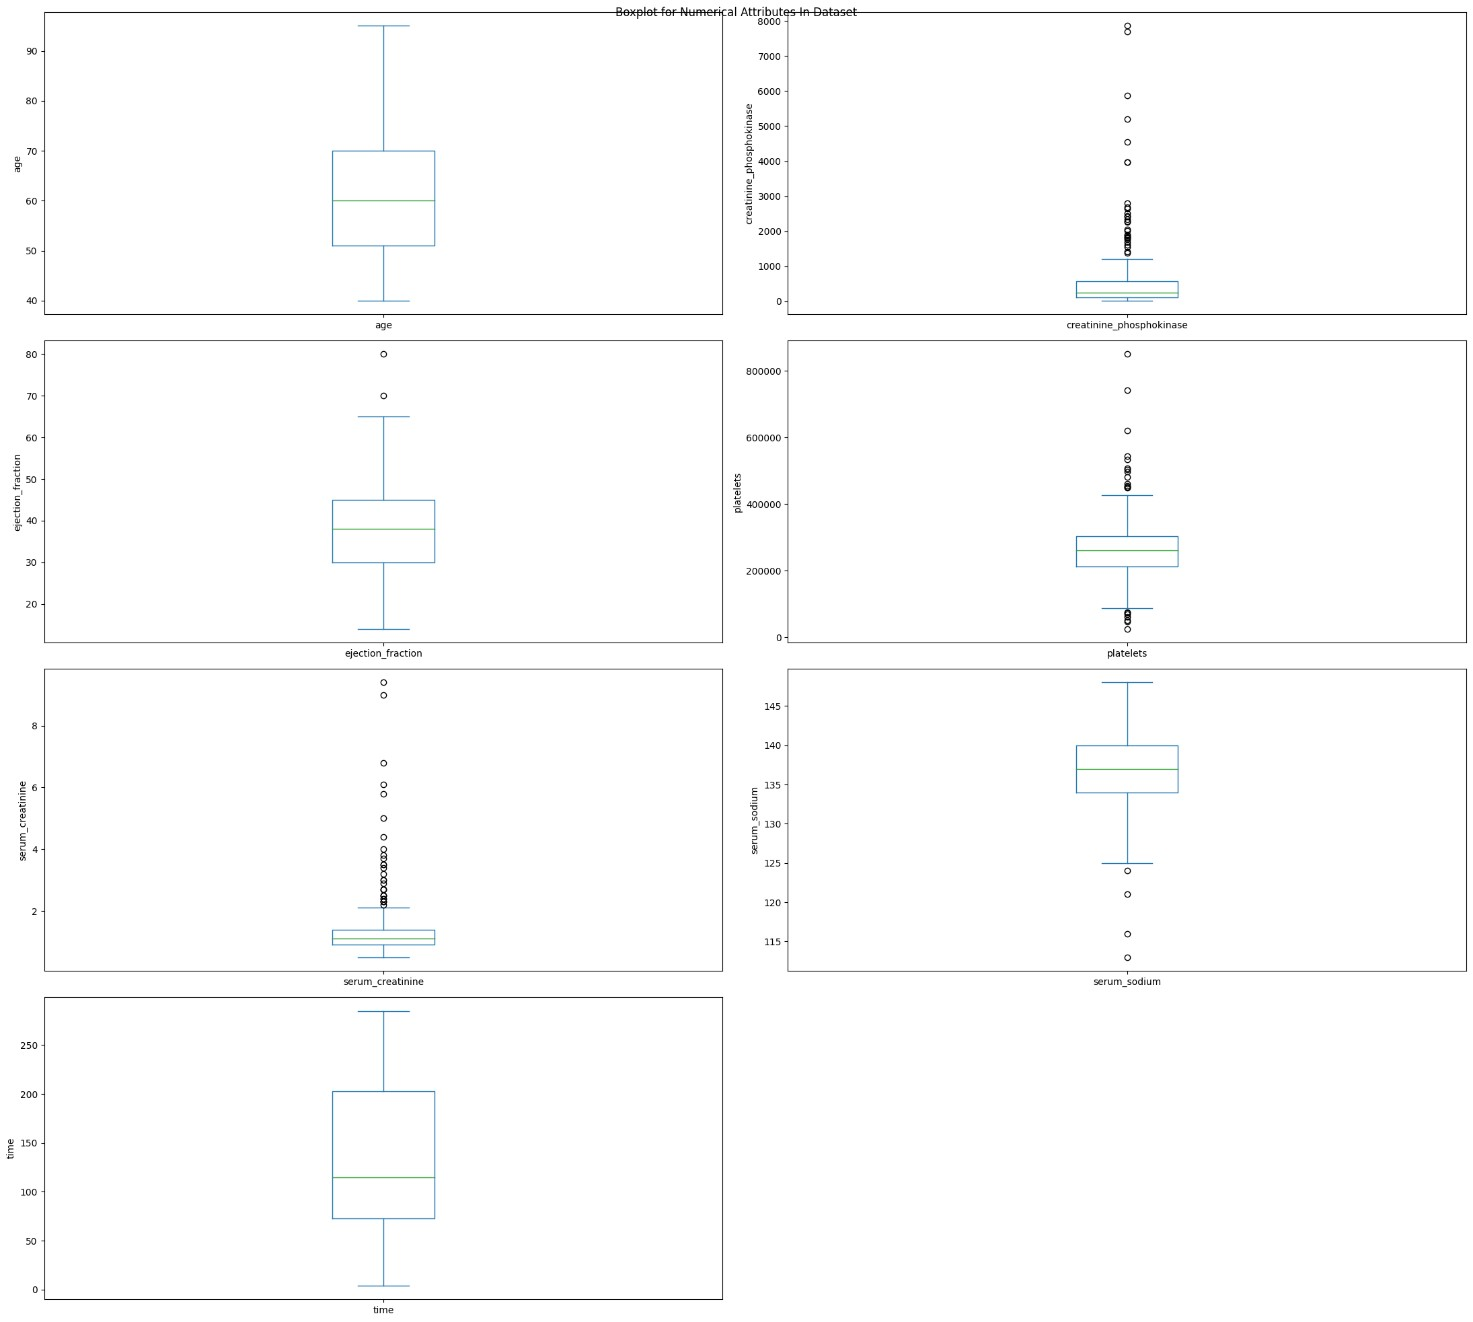 Boxplot for Numerical Attributes In Dataset
90
80
70
60
50
40
age
age
8000
7000
6000
5000
4000
3000
2000
1000
0
creatinine_phosphokinase
creatinine_phosphokinase
80
70
60
50
40
30
20
ejection_fraction
ejection_fraction
800000
600000
400000
200000
0
platelets
platelets
8
6
4
2
serum_creatinine
serum_creatinine
145
140
135
130
125
120
115
serum_sodium
serum_sodium
250
200
150
100
50
0
time
time